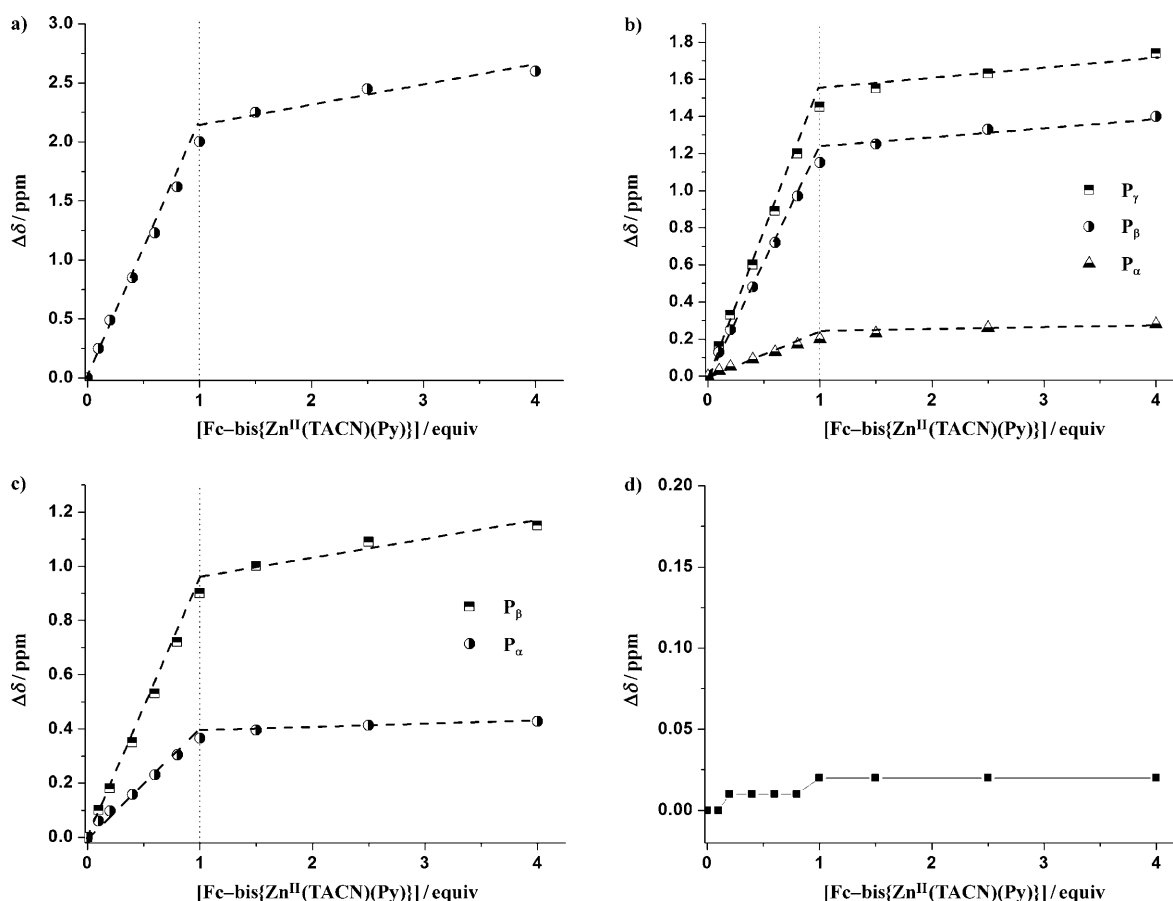 a)
3.0
2.5
2.0
1.5
1.0
0.5
0.0
Δδ / ppm
0 1 2 3 4
[Fc–bis{Znᴵᴵ(TACN)(Py)}] / equiv
b)
1.8
1.6
1.4
1.2
1.0
0.8
0.6
0.4
0.2
0.0
Δδ / ppm
Pγ
Pβ
Pα
0 1 2 3 4
[Fc–bis{Znᴵᴵ(TACN)(Py)}] / equiv
c)
1.2
1.0
0.8
0.6
0.4
0.2
0.0
Δδ / ppm
Pβ
Pα
0 1 2 3 4
[Fc–bis{Znᴵᴵ(TACN)(Py)}] / equiv
d)
0.20
0.15
0.10
0.05
0.00
Δδ / ppm
0 1 2 3 4
[Fc–bis{Znᴵᴵ(TACN)(Py)}] / equiv